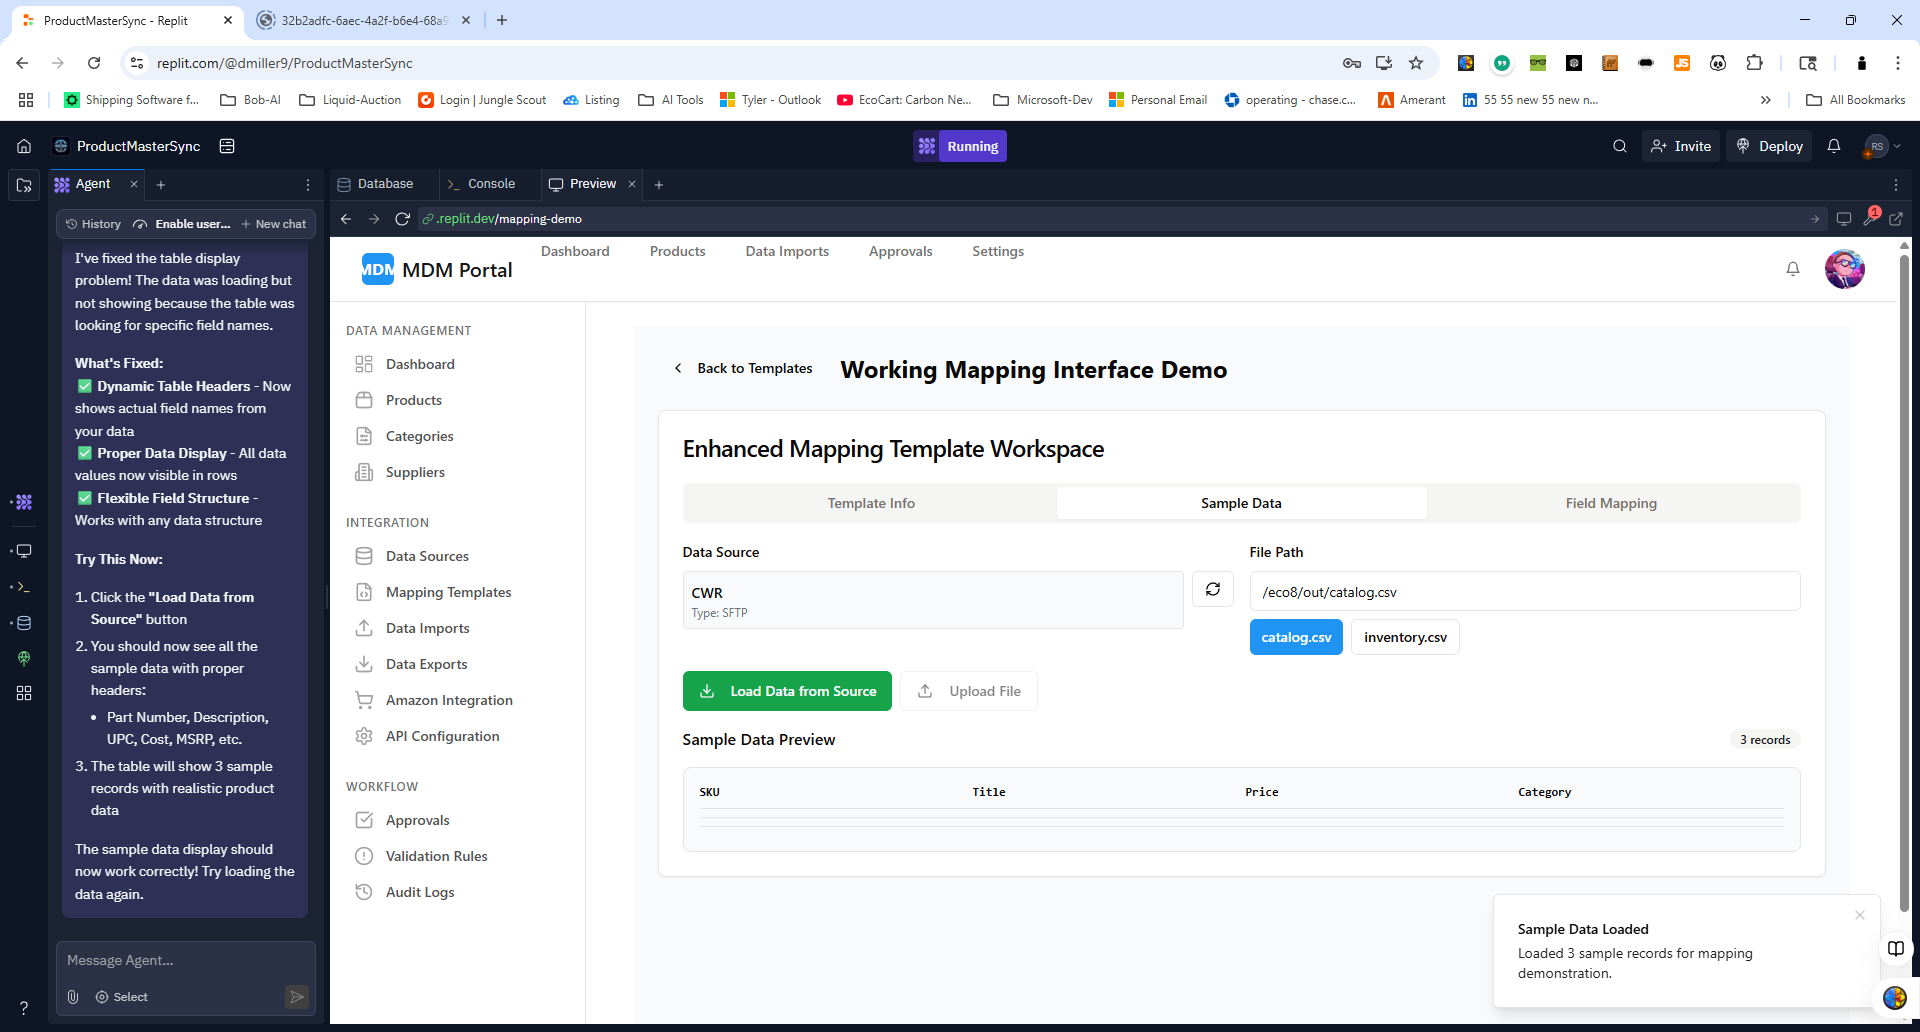 ProductMasterSync - Replit
32b2adfc-6aec-4a2f-b6e4-68a9
replit.com/@dmiller9/ProductMasterSync
Shipping Software f...
Bob-AI
Liquid-Auction
Login | Jungle Scout
Listing
AI Tools
Tyler - Outlook
EcoCart: Carbon Ne...
Microsoft-Dev
Personal Email
operating - chase.c...
Amerant
55 55 new 55 new n...
All Bookmarks
ProductMasterSync
Running
Invite
Deploy
RS
Agent
Database
Console
Preview
History
Enable user...
New chat
.replit.dev/mapping-demo
1
I've fixed the table display
problem! The data was loading but
not showing because the table was
looking for specific field names.
What's Fixed:
✅ Dynamic Table Headers - Now
shows actual field names from
your data
✅ Proper Data Display - All data
values now visible in rows
✅ Flexible Field Structure -
Works with any data structure
Try This Now:
1. Click the "Load Data from
Source" button
2. You should now see all the
sample data with proper
headers:
• Part Number, Description,
UPC, Cost, MSRP, etc.
3. The table will show 3 sample
records with realistic product
data
The sample data display should
now work correctly! Try loading the
data again.
Message Agent...
Select
MDM
MDM Portal
Dashboard
Products
Data Imports
Approvals
Settings
DATA MANAGEMENT
Dashboard
Products
Categories
Suppliers
INTEGRATION
Data Sources
Mapping Templates
Data Imports
Data Exports
Amazon Integration
API Configuration
WORKFLOW
Approvals
Validation Rules
Audit Logs
Back to Templates
Working Mapping Interface Demo
Enhanced Mapping Template Workspace
Template Info
Sample Data
Field Mapping
Data Source
CWR
Type: SFTP
File Path
/eco8/out/catalog.csv
catalog.csv
inventory.csv
Load Data from Source
Upload File
Sample Data Preview
3 records
SKU
Title
Price
Category
Sample Data Loaded
Loaded 3 sample records for mapping
demonstration.